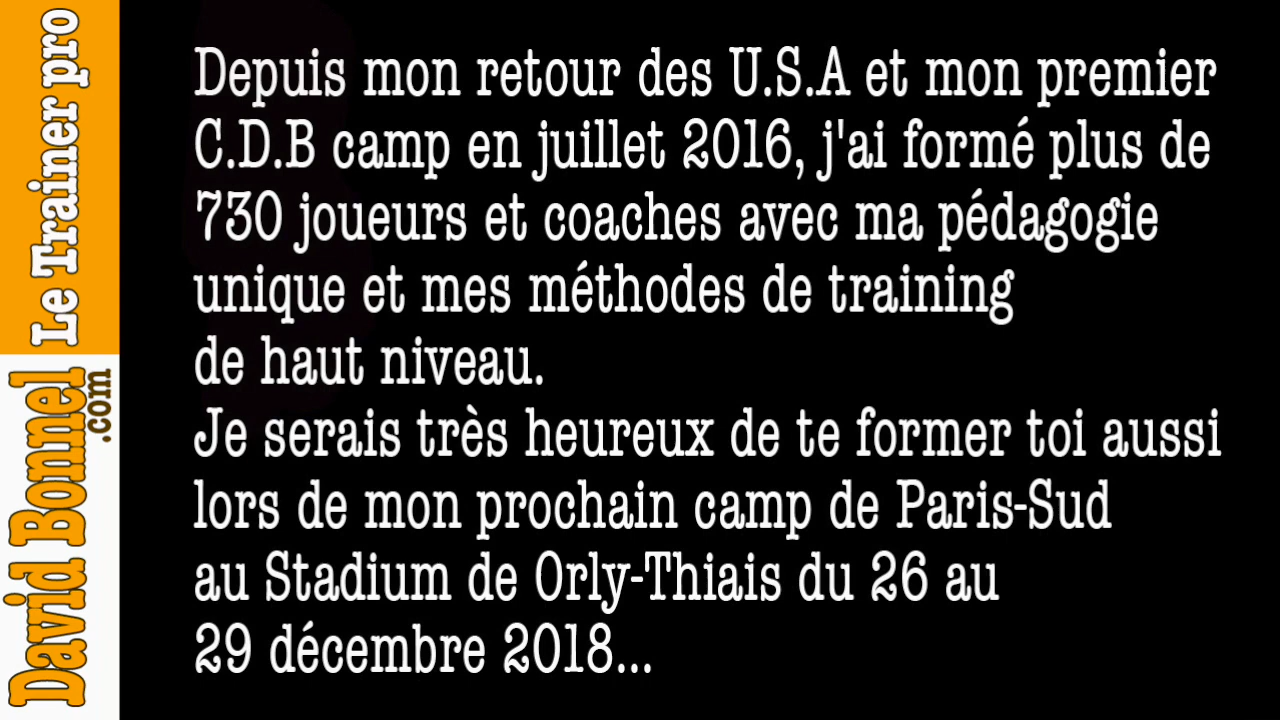 David Bonnel
.com
Le Trainer pro
Depuis mon retour des U.S.A et mon premier
C.D.B camp en juillet 2016, j'ai formé plus de
730 joueurs et coaches avec ma pédagogie
unique et mes méthodes de training
de haut niveau.
Je serais très heureux de te former toi aussi
lors de mon prochain camp de Paris-Sud
au Stadium de Orly-Thiais du 26 au
29 décembre 2018...